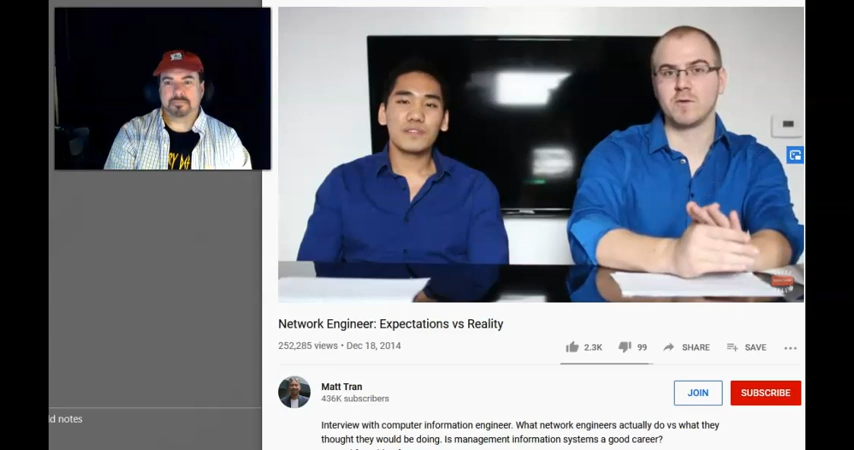 Network Engineer: Expectations vs Reality
252,285 views • Dec 18, 2014
2.3K 99 SHARE SAVE
Matt Tran
436K subscribers
JOIN SUBSCRIBE
Interview with computer information engineer. What network engineers actually do vs what they
thought they would be doing. Is management information systems a good career?
d notes